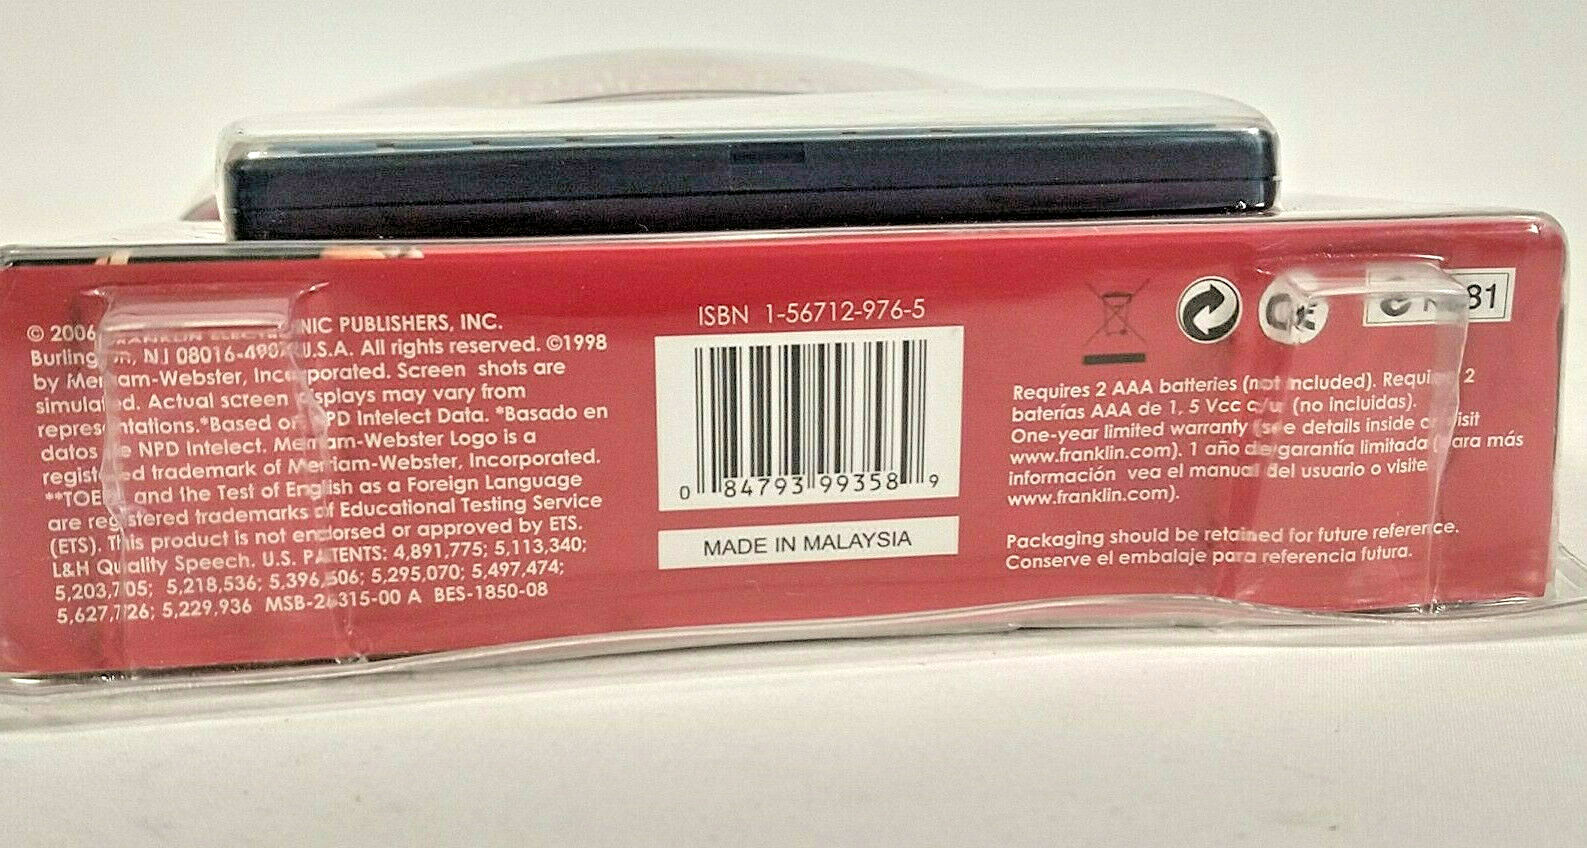 © 2006 FRANKLIN ELECTRONIC PUBLISHERS, INC.
Burlington, NJ 08016-4907 U.S.A. All rights reserved. ©1998
by Merriam-Webster, Incorporated. Screen shots are
simulated. Actual screen displays may vary from
representations.*Based on NPD Intelect Data. *Basado en
datos de NPD Intelect. Merriam-Webster Logo is a
registered trademark of Merriam-Webster, Incorporated.
**TOEFL and the Test of English as a Foreign Language
are registered trademarks of Educational Testing Service
(ETS). This product is not endorsed or approved by ETS.
L&H Quality Speech. U.S. PATENTS: 4,891,775; 5,113,340;
5,203,705; 5,218,536; 5,396,606; 5,295,070; 5,497,474;
5,627,726; 5,229,936 MSB-26315-00 A BES-1850-08
ISBN 1-56712-976-5
0 84793 99358 9
MADE IN MALAYSIA
CE
81
Requires 2 AAA batteries (not included). Requiere 2
baterías AAA de 1, 5 Vcc c/u (no incluidas).
One-year limited warranty (see details inside or visit
www.franklin.com). 1 año de garantía limitada (para más
información vea el manual del usuario o visite
www.franklin.com).
Packaging should be retained for future reference.
Conserve el embalaje para referencia futura.